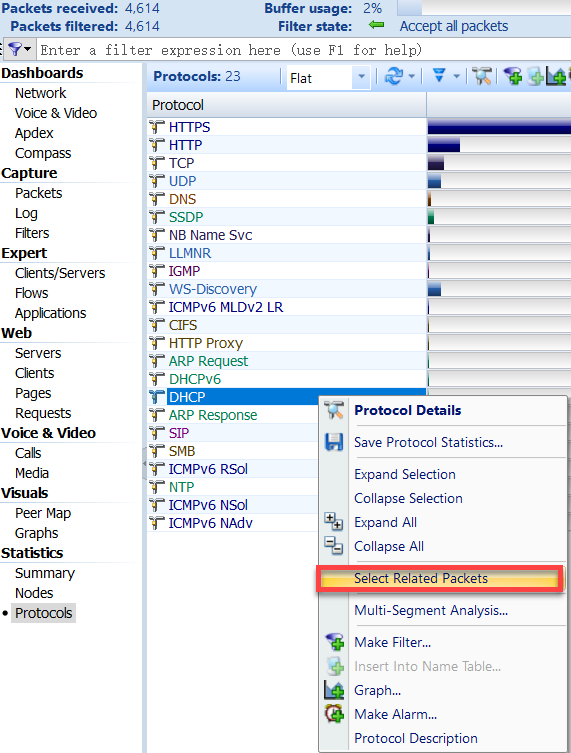 Packets received: 4,614 Buffer usage: 2%
Packets filtered: 4,614 Filter state: Accept all packets
Enter a filter expression here (use F1 for help)
Dashboards
Network
Voice & Video
Apdex
Compass
Capture
Packets
Log
Filters
Expert
Clients/Servers
Flows
Applications
Web
Servers
Clients
Pages
Requests
Voice & Video
Calls
Media
Visuals
Peer Map
Graphs
Statistics
Summary
Nodes
• Protocols
Protocols: 23 Flat
Protocol
HTTPS
HTTP
TCP
UDP
DNS
SSDP
NB Name Svc
LLMNR
IGMP
WS-Discovery
ICMPv6 MLDv2 LR
CIFS
HTTP Proxy
ARP Request
DHCPv6
DHCP
ARP Response
SIP
SMB
ICMPv6 RSol
NTP
ICMPv6 NSol
ICMPv6 NAdv
Protocol Details
Save Protocol Statistics...
Expand Selection
Collapse Selection
Expand All
Collapse All
Select Related Packets
Multi-Segment Analysis...
Make Filter...
Insert Into Name Table...
Graph...
Make Alarm...
Protocol Description